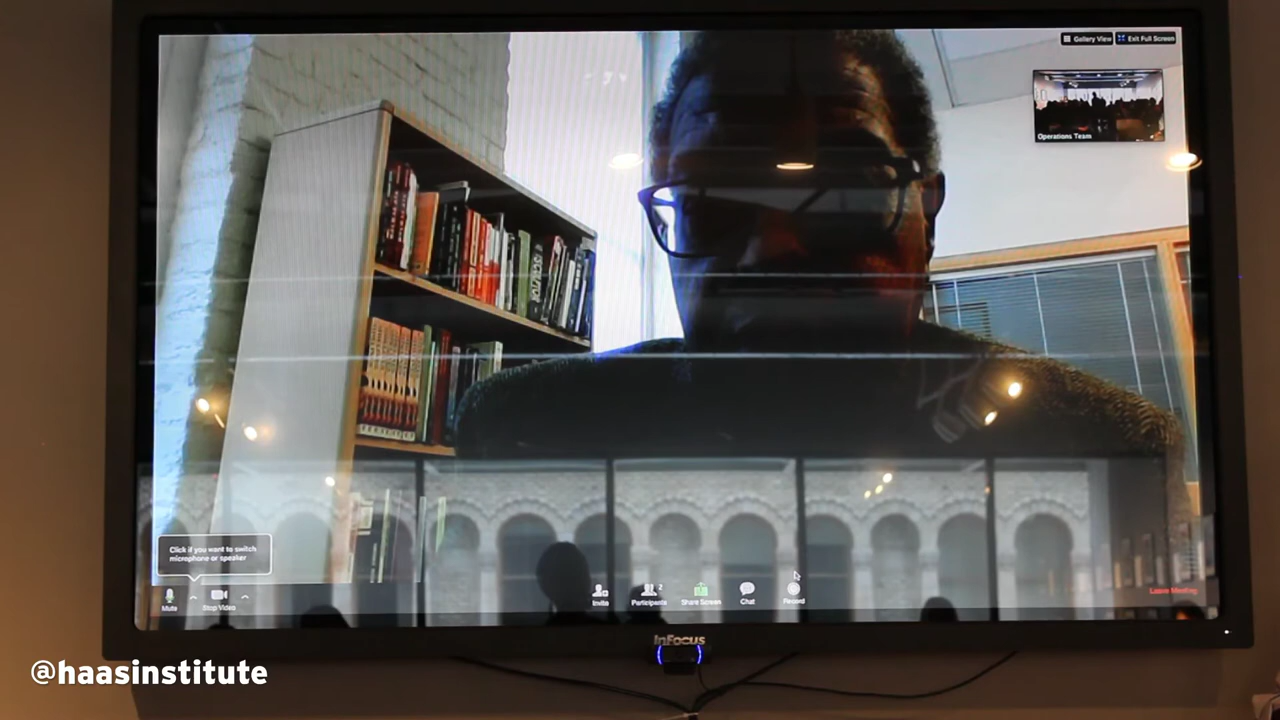 Gallery View
Exit Full Screen
Operations Team
Click if you want to switch
microphone or speaker
Mute
Stop Video
Invite
Participants
2
Share Screen
Chat
Record
Leave Meeting
InFocus
@haasinstitute